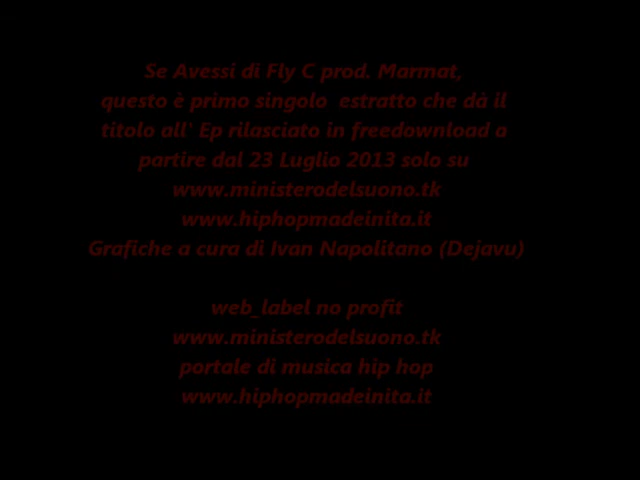 Se Avessi di Fly C prod. Marmat,
questo è primo singolo estratto che dà il
titolo all' Ep rilasciato in freedownload a
partire dal 23 Luglio 2013 solo su
www.ministerodelsuono.tk
www.hiphopmadeinita.it
Grafiche a cura di Ivan Napolitano (Dejavu)
web_label no profit
www.ministerodelsuono.tk
portale di musica hip hop
www.hiphopmadeinita.it